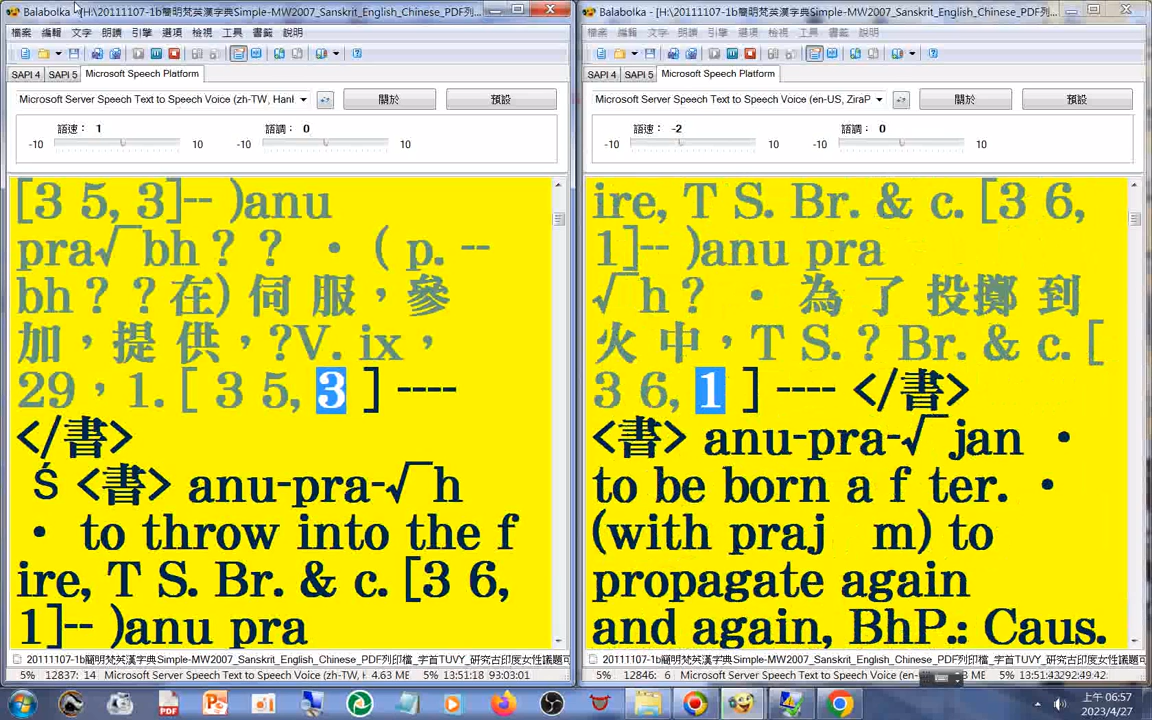 Balabolka - [H:\20111107-1b簡明梵英漢字典Simple-MW2007_Sanskrit_English_Chinese_PDF列...
檔案 編輯 文字 朗讀 引擎 選項 檢視 工具 書籤 說明
SAPI 4 SAPI 5 Microsoft Speech Platform
Microsoft Server Speech Text to Speech Voice (zh-TW, Hanl
關於 預設
語速: 1 語調: 0
-10 10 -10 10
[3 5, 3]-- )anu
pra√ bh ? ? • ( p. --
bh ? ? 在) 伺 服，參
加，提 供，?V. ix，
29，1. [ 3 5, 3 ] ----
</書>
Ś <書> anu-pra-√ h
• to throw into the f
ire, T S. Br. & c. [3 6,
1]-- )anu pra
20111107-1b簡明梵英漢字典Simple-MW2007_Sanskrit_English_Chinese_PDF列印檔_字首TUVY_研究古印度女性議題可
5% 12837: 14 Microsoft Server Speech Text to Speech Voice (zh-TW, H 4.63 ME 5% 13:51:18 93:03:01
Balabolka - [H:\20111107-1b簡明梵英漢字典Simple-MW2007_Sanskrit_English_Chinese_PDF列...
檔案 編輯 文字 朗讀 引擎 選項 檢視 工具 書籤 說明
SAPI 4 SAPI 5 Microsoft Speech Platform
Microsoft Server Speech Text to Speech Voice (en-US, ZiraP
關於 預設
語速: -2 語調: 0
-10 10 -10 10
ire, T S. Br. & c. [3 6,
1]-- )anu pra
√ h ? • 為 了 投擲 到
火 中，T S. ? Br. & c. [
3 6, 1 ] ---- </書>
<書> anu-pra-√ jan •
to be born a f ter. •
(with praj m) to
propagate again
and again, BhP.: Caus.
20111107-1b簡明梵英漢字典Simple-MW2007_Sanskrit_English_Chinese_PDF列印檔_字首TUVY_研究古印度女性議題可
5% 12846: 6 Microsoft Server Speech Text to Speech Voice 5% 13:51:43 292:49:42
上午 06:57
2023/4/27